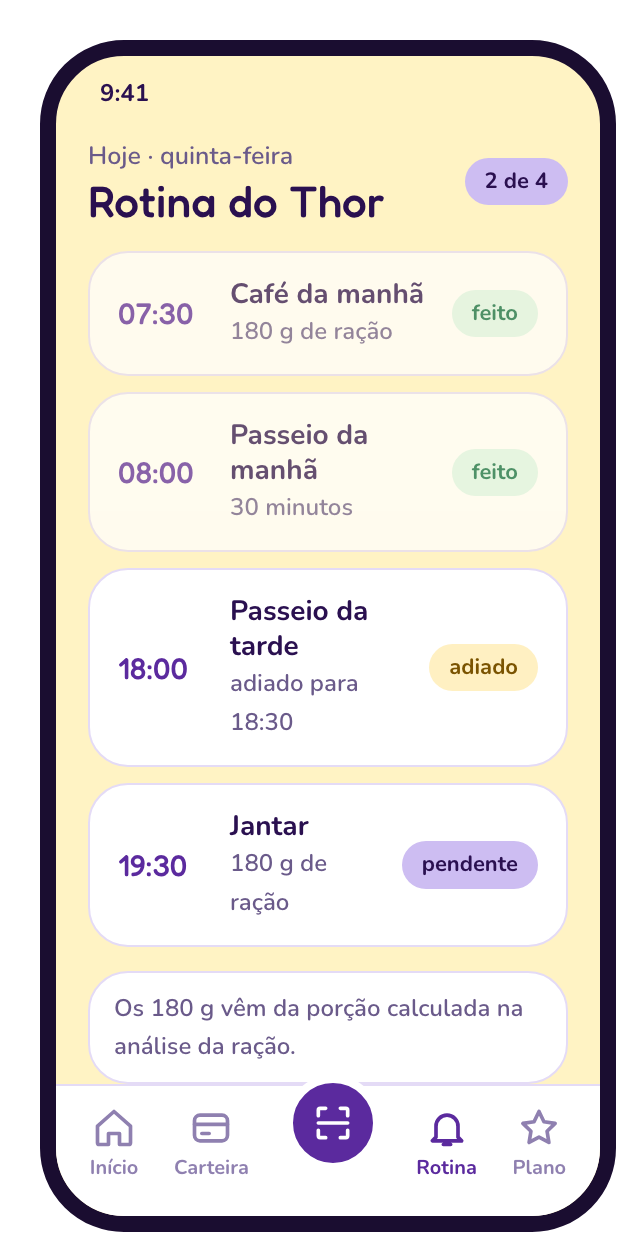 9:41
Hoje · quinta-feira
Rotina do Thor
2 de 4
07:30
Café da manhã
180 g de ração
feito
08:00
Passeio da
manhã
30 minutos
feito
18:00
Passeio da
tarde
adiado para
18:30
adiado
19:30
Jantar
180 g de
ração
pendente
Os 180 g vêm da porção calculada na
análise da ração.
Início
Carteira
Rotina
Plano